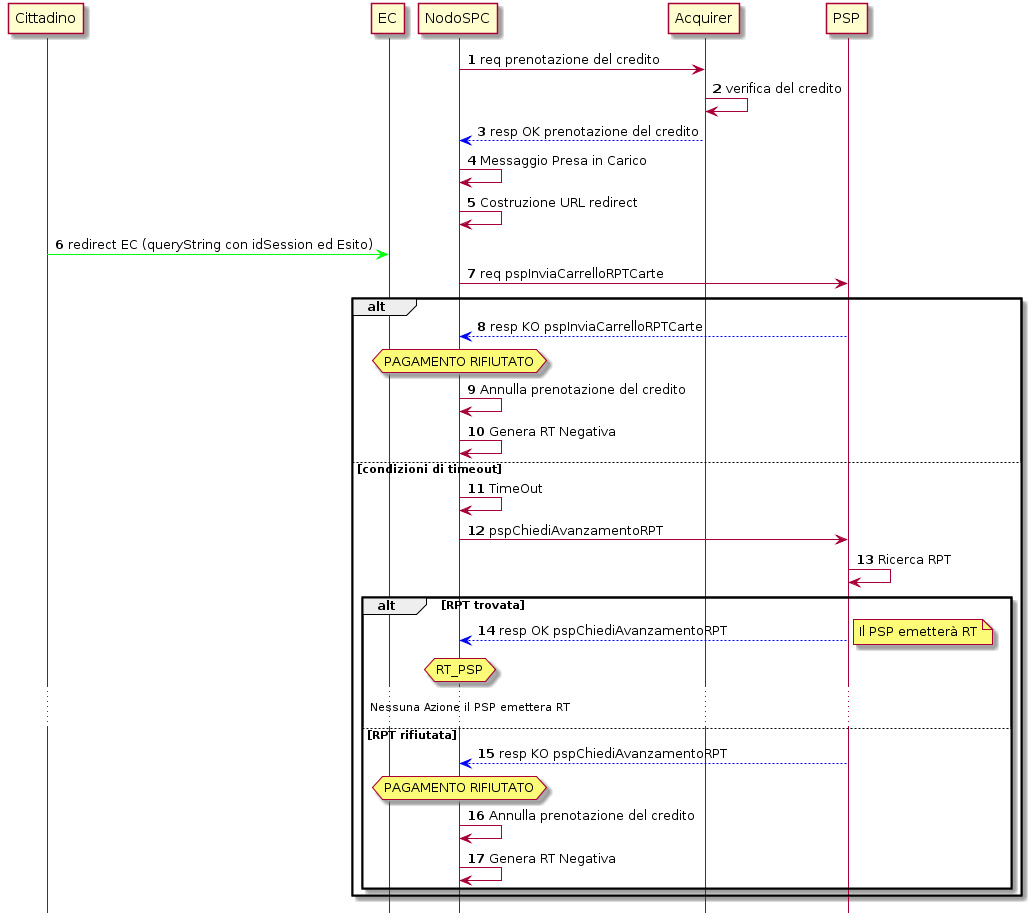 Cittadino
EC
NodoSPC
Acquirer
PSP
1 req prenotazione del credito
2 verifica del credito
3 resp OK prenotazione del credito
4 Messaggio Presa in Carico
5 Costruzione URL redirect
6 redirect EC (queryString con idSession ed Esito)
7 req pspInviaCarrelloRPTCarte
alt
8 resp KO pspInviaCarrelloRPTCarte
PAGAMENTO RIFIUTATO
9 Annulla prenotazione del credito
10 Genera RT Negativa
[condizioni di timeout]
11 TimeOut
12 pspChiediAvanzamentoRPT
13 Ricerca RPT
alt [RPT trovata]
14 resp OK pspChiediAvanzamentoRPT
Il PSP emetterà RT
RT_PSP
Nessuna Azione il PSP emettera RT
[RPT rifiutata]
15 resp KO pspChiediAvanzamentoRPT
PAGAMENTO RIFIUTATO
16 Annulla prenotazione del credito
17 Genera RT Negativa